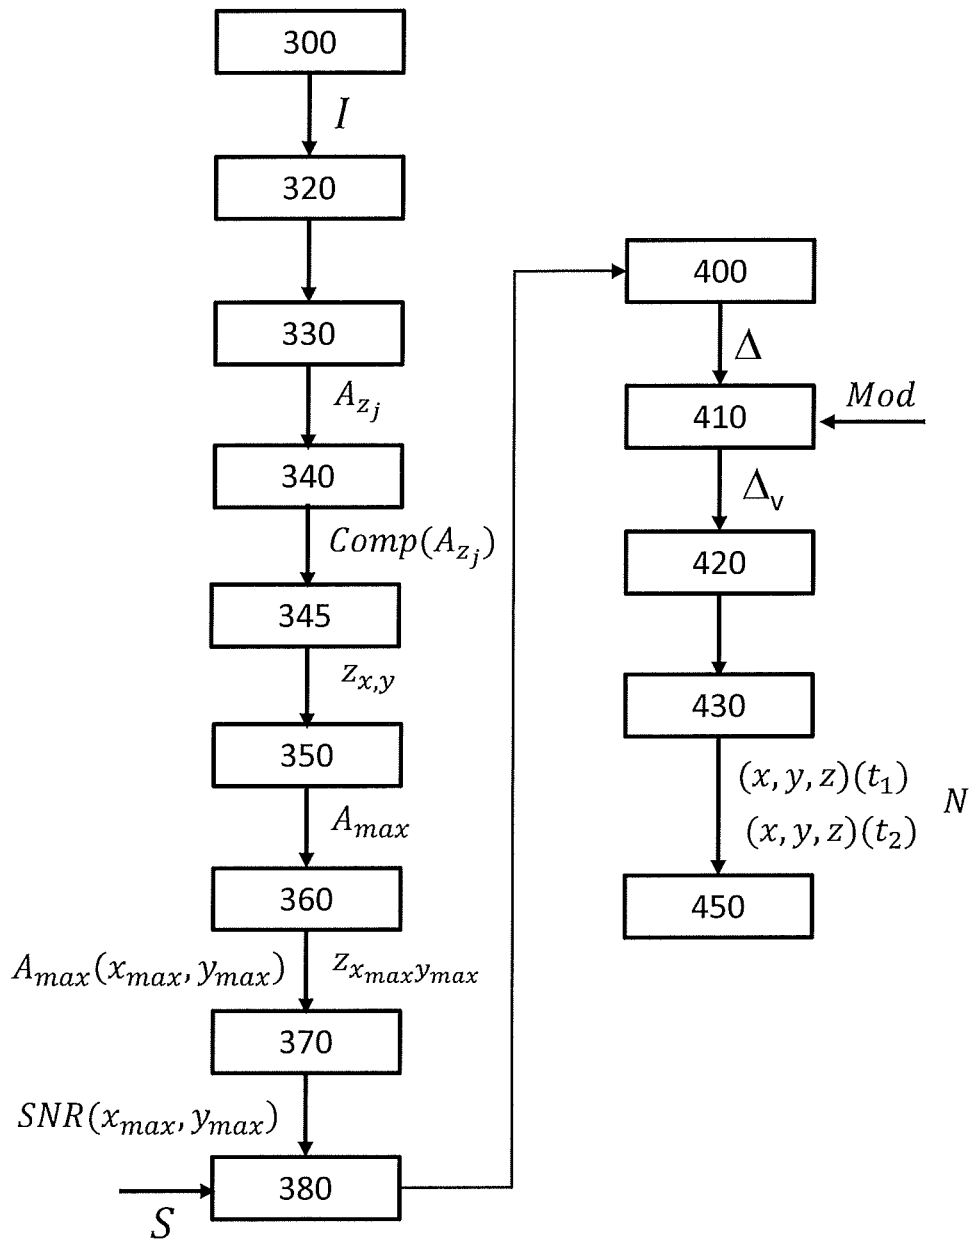 300
I
320
330
A_{z_j}
340
Comp(A_{z_j})
345
z_{x,y}
350
A_{max}
360
A_{max}(x_{max}, y_{max}) z_{x_{max}y_{max}}
370
SNR(x_{max}, y_{max})
380
S
400
Δ
410
Mod
Δ_v
420
430
(x, y, z)(t_1)
N
(x, y, z)(t_2)
450